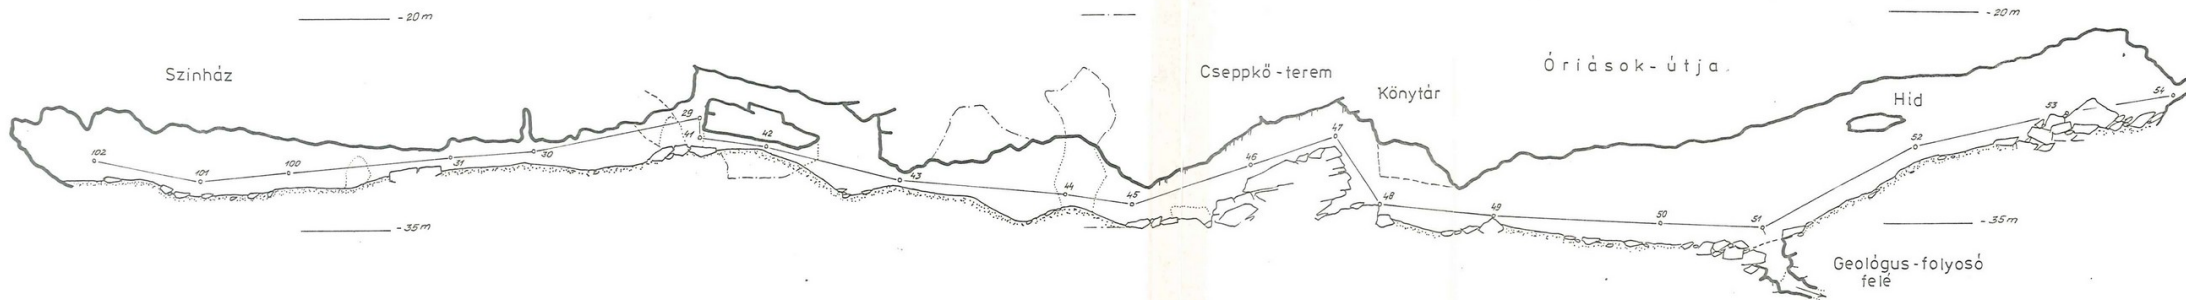 -20m
-20m
Szinház
Cseppkő-terem
Könytár
Óriások-útja.
Hid
102
101
100
31
30
29
41
42
43
44
45
46
47
48
49
50
51
52
53
54
-35m
-35m
Geológus-folyosó
felé